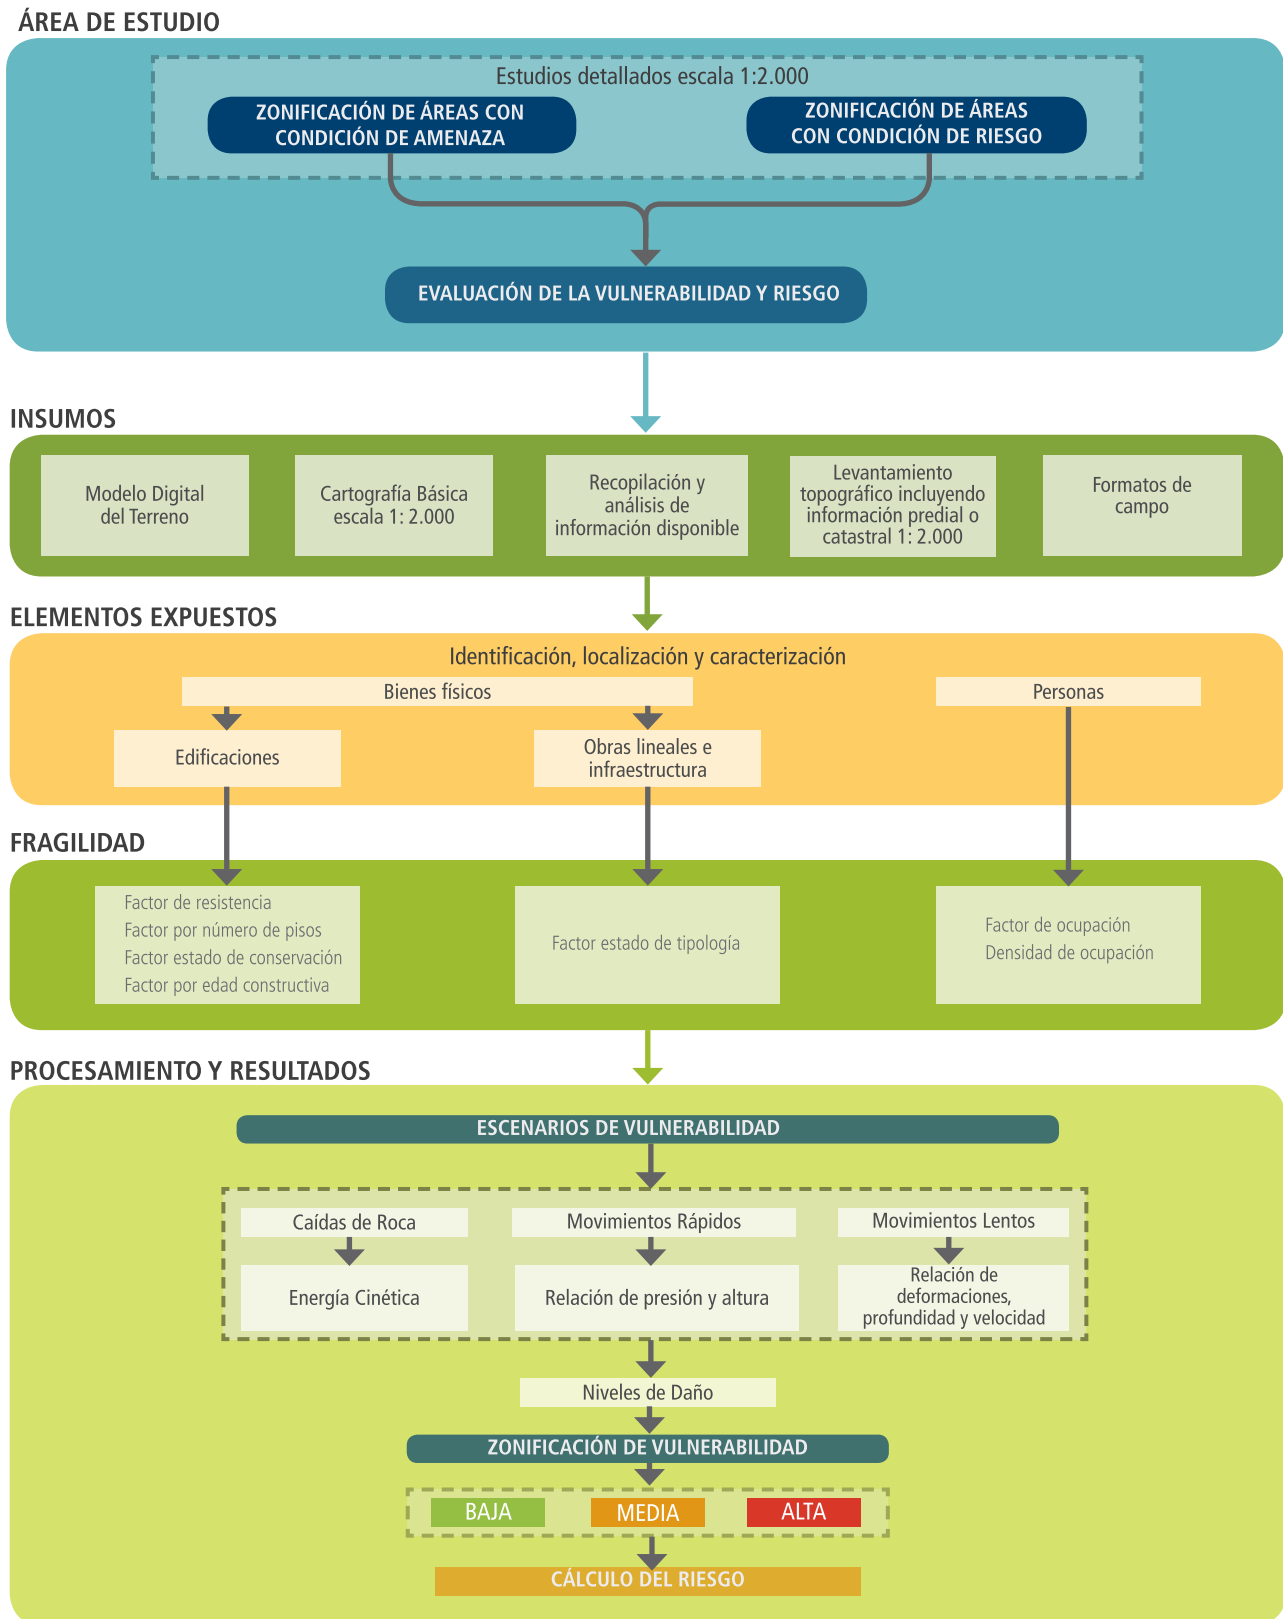 ÁREA DE ESTUDIO
Estudios detallados escala 1:2.000
ZONIFICACIÓN DE ÁREAS CON
CONDICIÓN DE AMENAZA
ZONIFICACIÓN DE ÁREAS
CON CONDICIÓN DE RIESGO
EVALUACIÓN DE LA VULNERABILIDAD Y RIESGO
INSUMOS
Modelo Digital
del Terreno
Cartografía Básica
escala 1: 2.000
Recopilación y
análisis de
información disponible
Levantamiento
topográfico incluyendo
información predial o
catastral 1: 2.000
Formatos de
campo
ELEMENTOS EXPUESTOS
Identificación, localización y caracterización
Bienes físicos
Personas
Edificaciones
Obras lineales e
infraestructura
FRAGILIDAD
Factor de resistencia
Factor por número de pisos
Factor estado de conservación
Factor por edad constructiva
Factor estado de tipología
Factor de ocupación
Densidad de ocupación
PROCESAMIENTO Y RESULTADOS
ESCENARIOS DE VULNERABILIDAD
Caídas de Roca
Movimientos Rápidos
Movimientos Lentos
Energía Cinética
Relación de presión y altura
Relación de
deformaciones,
profundidad y velocidad
Niveles de Daño
ZONIFICACIÓN DE VULNERABILIDAD
BAJA
MEDIA
ALTA
CÁLCULO DEL RIESGO